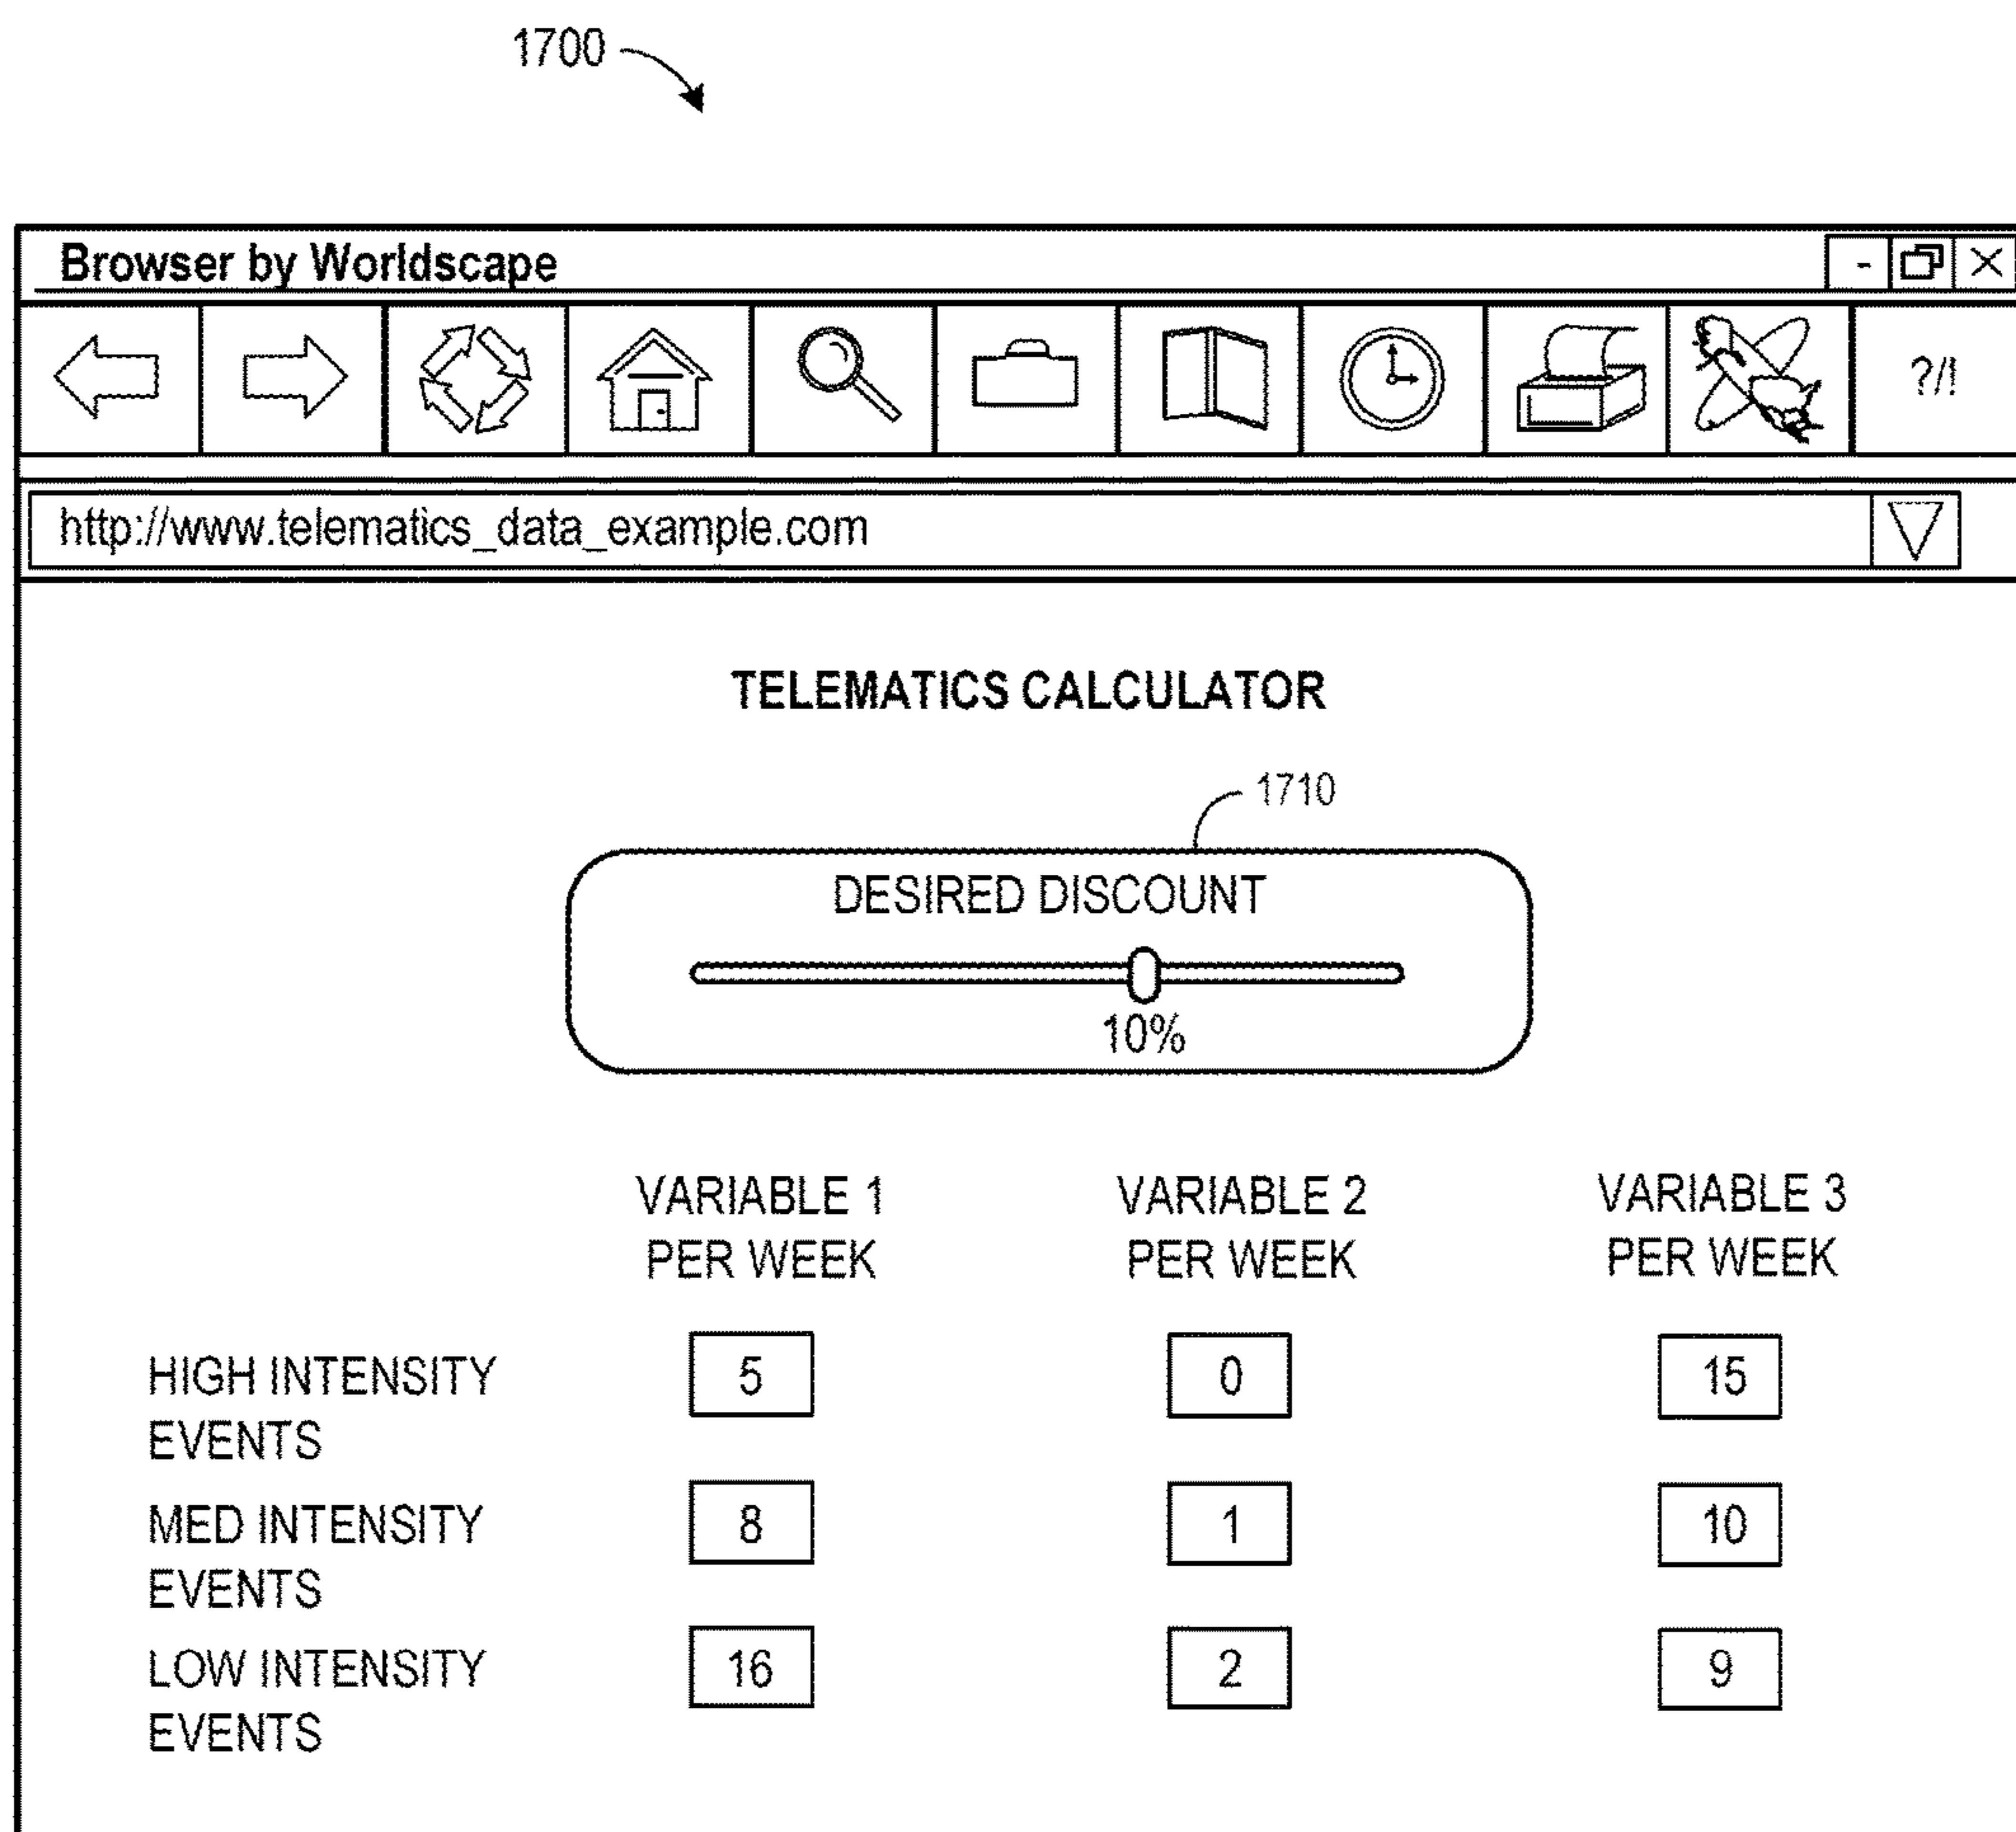 1700
Browser by Worldscape
?/!
http://www.telematics_data_example.com
TELEMATICS CALCULATOR
1710
DESIRED DISCOUNT
10%
VARIABLE 1 VARIABLE 2 VARIABLE 3
PER WEEK PER WEEK PER WEEK
HIGH INTENSITY 5 0 15
EVENTS
MED INTENSITY 8 1 10
EVENTS
LOW INTENSITY 16 2 9
EVENTS